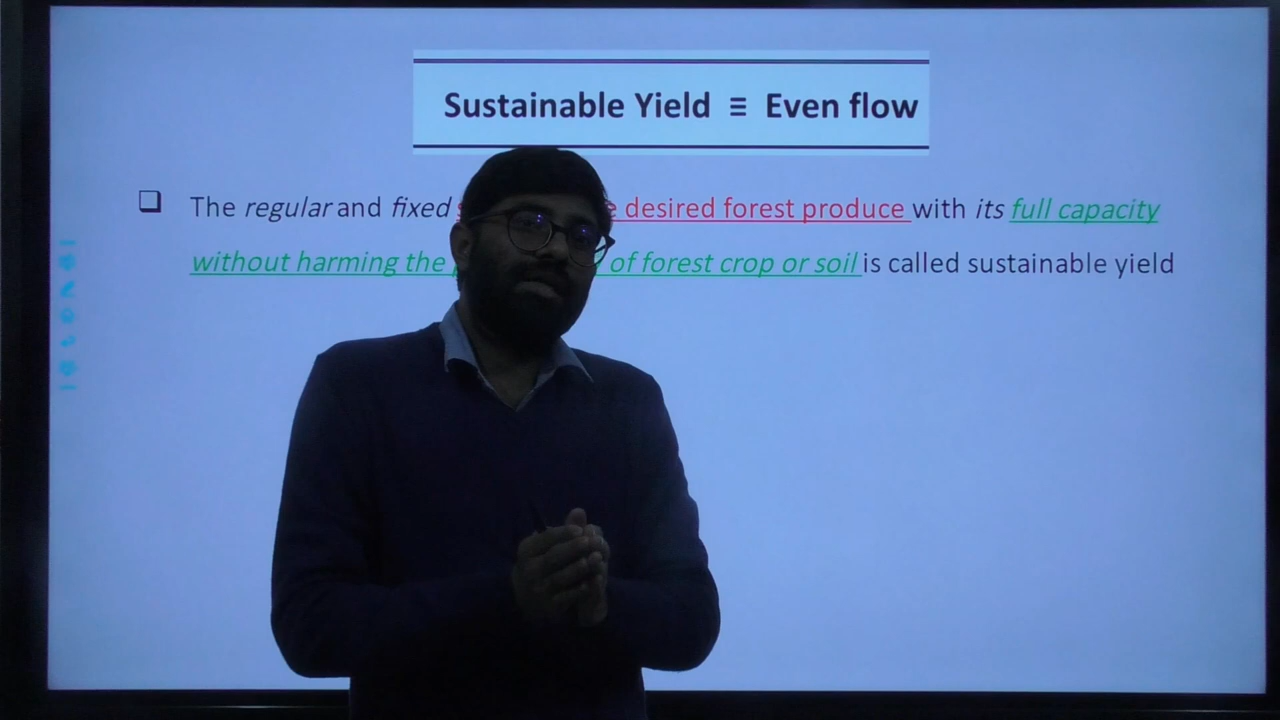 Sustainable Yield ≡ Even flow
The regular and fixed desired forest produce with its full capacity
without harming the of forest crop or soil is called sustainable yield